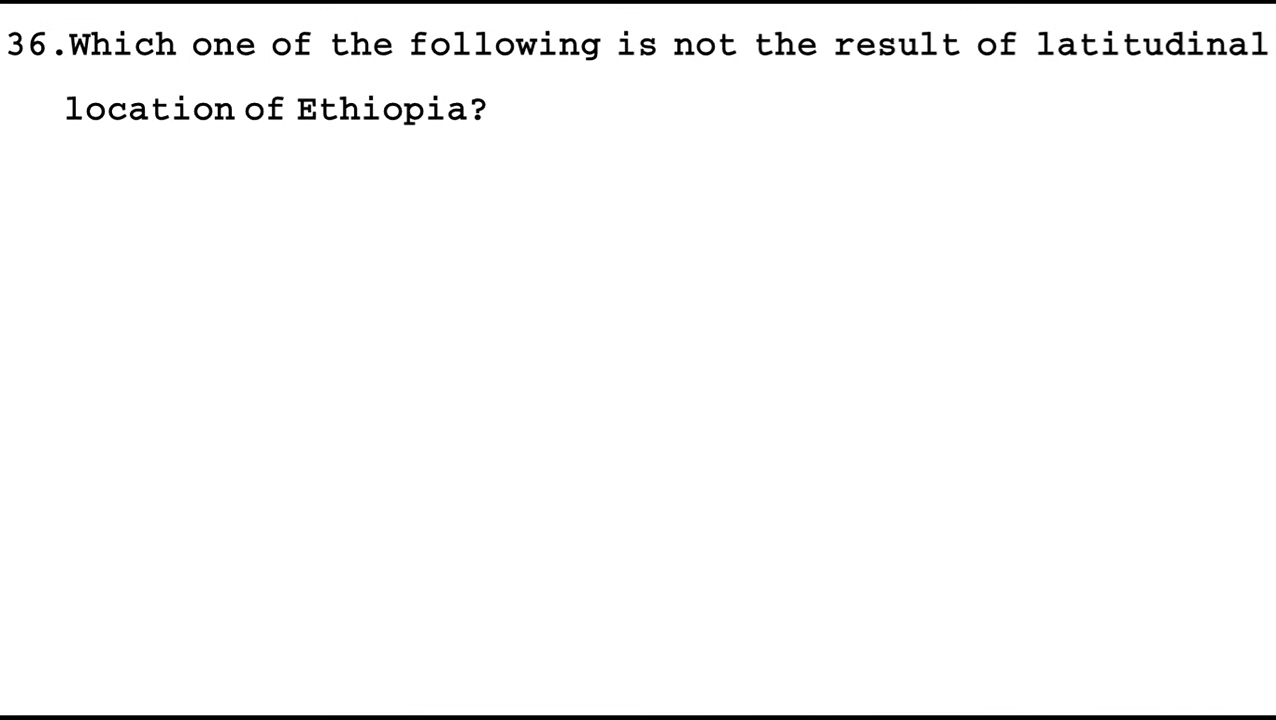 36.Which one of the following is not the result of latitudinal
location of Ethiopia?